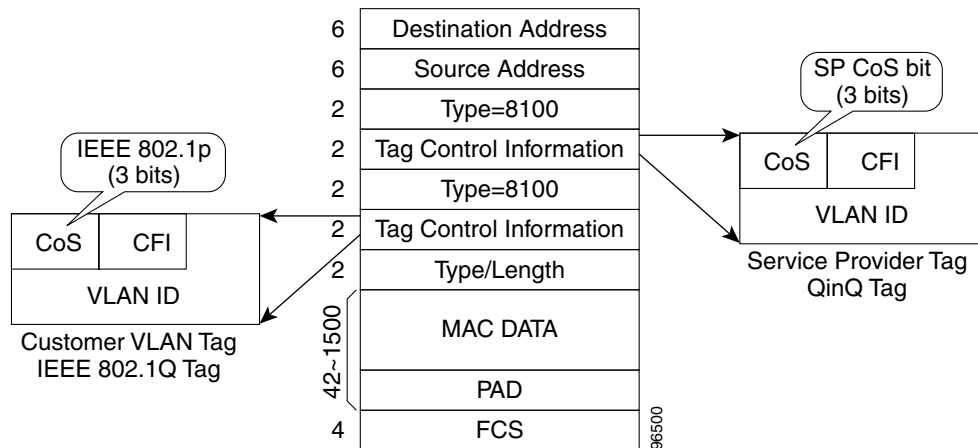 6 Destination Address
6 Source Address
2 Type=8100
2 Tag Control Information
2 Type=8100
2 Tag Control Information
2 Type/Length
42~1500
MAC DATA
PAD
4 FCS
IEEE 802.1p
(3 bits)
CoS CFI
VLAN ID
Customer VLAN Tag
IEEE 802.1Q Tag
SP CoS bit
(3 bits)
CoS CFI
VLAN ID
Service Provider Tag
QinQ Tag
96500